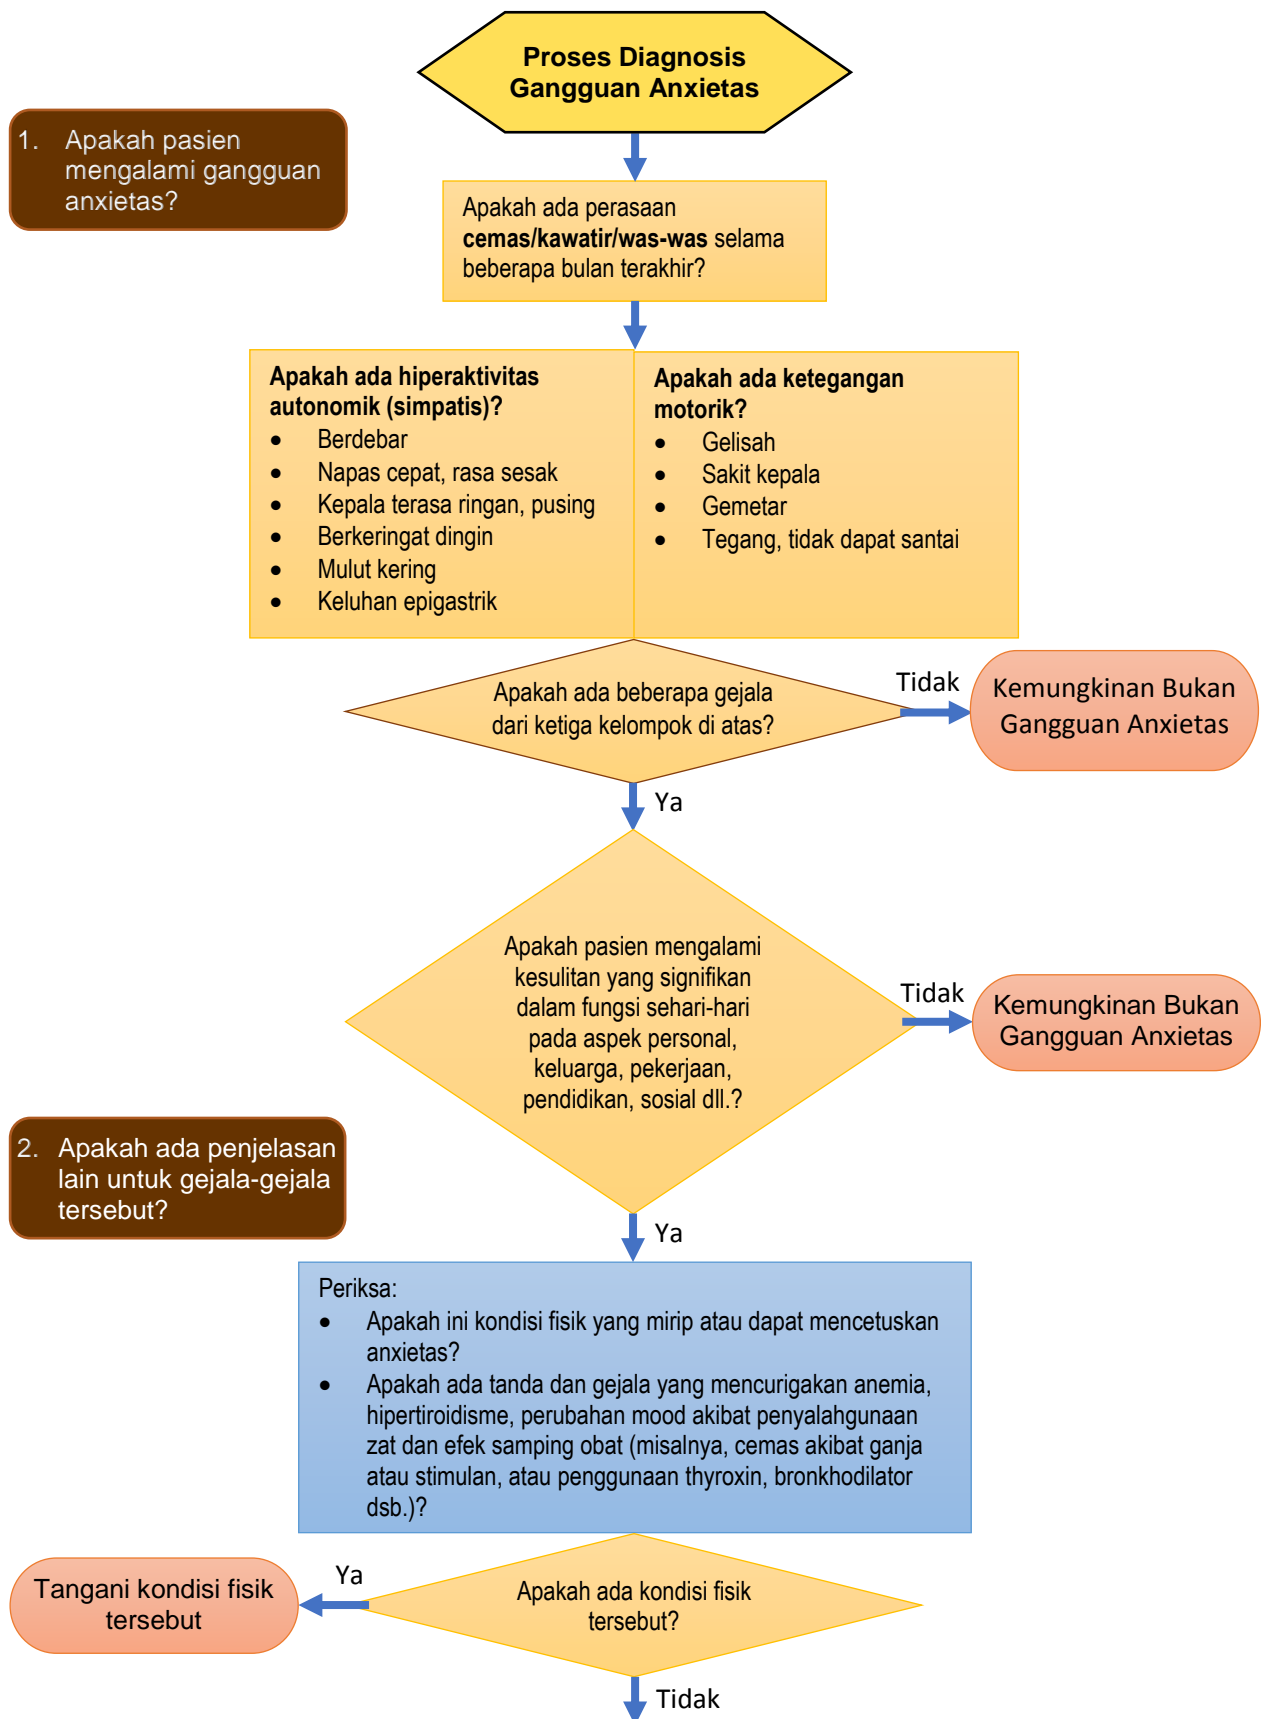 Proses Diagnosis
Gangguan Anxietas
1. Apakah pasien
mengalami gangguan
anxietas?
Apakah ada perasaan
cemas/kawatir/was-was selama
beberapa bulan terakhir?
Apakah ada hiperaktivitas
autonomik (simpatis)?
• Berdebar
• Napas cepat, rasa sesak
• Kepala terasa ringan, pusing
• Berkeringat dingin
• Mulut kering
• Keluhan epigastrik
Apakah ada ketegangan
motorik?
• Gelisah
• Sakit kepala
• Gemetar
• Tegang, tidak dapat santai
Apakah ada beberapa gejala
dari ketiga kelompok di atas?
Tidak
Kemungkinan Bukan
Gangguan Anxietas
Ya
Apakah pasien mengalami
kesulitan yang signifikan
dalam fungsi sehari-hari
pada aspek personal,
keluarga, pekerjaan,
pendidikan, sosial dll.?
Tidak
Kemungkinan Bukan
Gangguan Anxietas
2. Apakah ada penjelasan
lain untuk gejala-gejala
tersebut?
Ya
Periksa:
• Apakah ini kondisi fisik yang mirip atau dapat mencetuskan
anxietas?
• Apakah ada tanda dan gejala yang mencurigakan anemia,
hipertiroidisme, perubahan mood akibat penyalahgunaan
zat dan efek samping obat (misalnya, cemas akibat ganja
atau stimulan, atau penggunaan thyroxin, bronkhodilator
dsb.)?
Apakah ada kondisi fisik
tersebut?
Ya
Tangani kondisi fisik
tersebut
Tidak